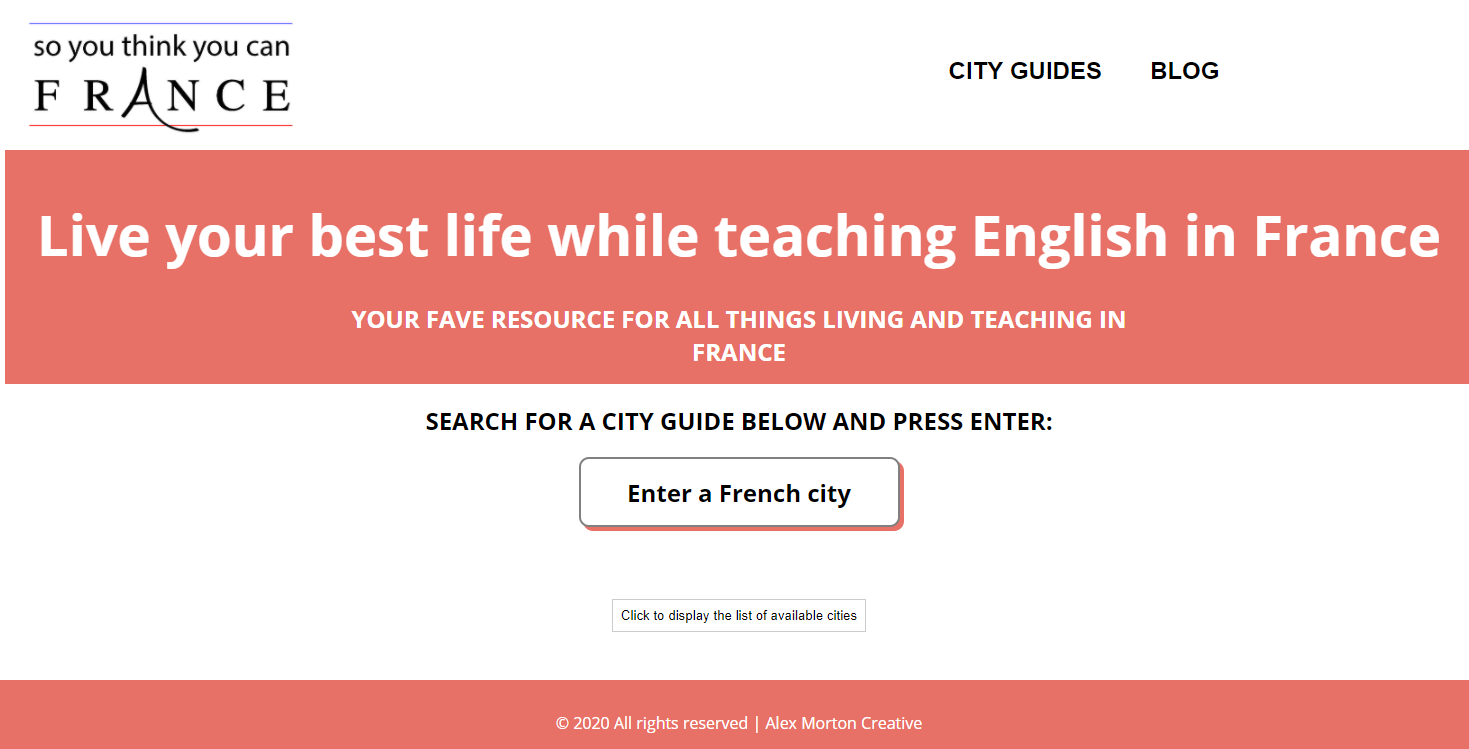 so you think you can
FRANCE
CITY GUIDES
BLOG
Live your best life while teaching English in France
YOUR FAVE RESOURCE FOR ALL THINGS LIVING AND TEACHING IN
FRANCE
SEARCH FOR A CITY GUIDE BELOW AND PRESS ENTER:
Enter a French city
Click to display the list of available cities
© 2020 All rights reserved | Alex Morton Creative